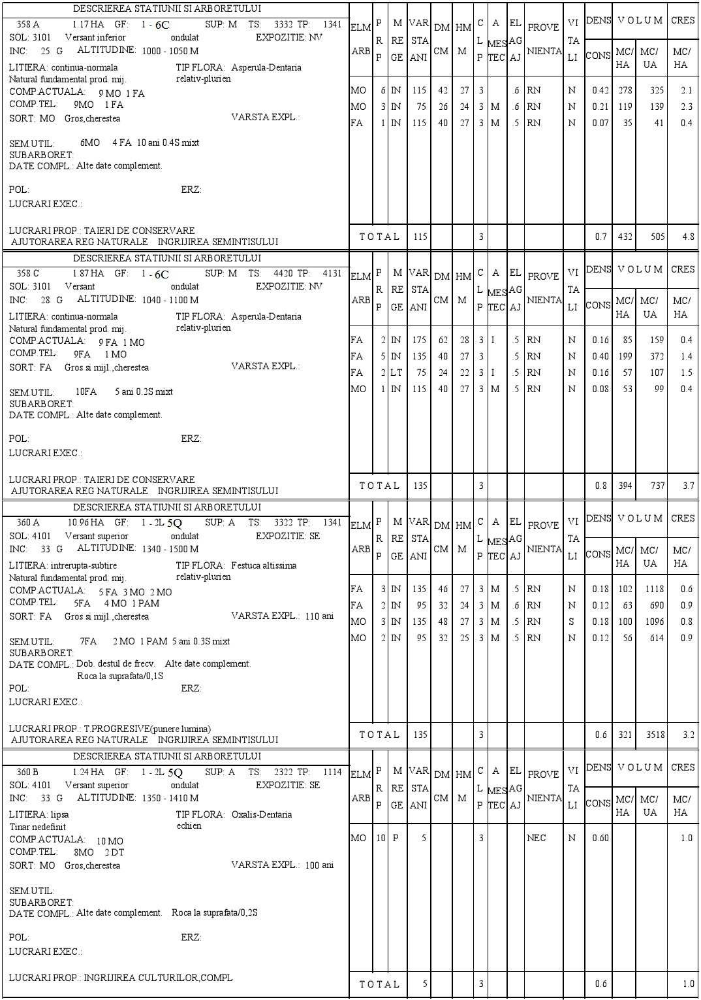 DESCRIEREA STATIUNII SI ARBORETULUI
358 A 1.17 HA GF: 1 - 6C SUP: M TS: 3332 TP: 1341
SOL: 3101 Versant inferior ondulat EXPOZITIE: NV
INC: 25 G ALTITUDINE: 1000 - 1050 M
LITIERA: continua-normala TIP FLORA: Asperula-Dentaria
Natural fundamental prod. mij. relativ-plurien
COMP.ACTUALA: 9 MO 1 FA
COMP.TEL: 9MO 1 FA
SORT: MO Gros,cherestea VARSTA EXPL.:
SEM.UTIL: 6MO 4 FA 10 ani 0.4S mixt
SUBARBORET:
DATE COMPL.: Alte date complement.
POL: ERZ:
LUCRARI EXEC.:
LUCRARI PROP.: TAIERI DE CONSERVARE
AJUTORAREA REG NATURALE INGRIJIREA SEMINTISULUI
ELM P M VAR DM HM C A EL PROVE VI DENS V O L U M CRES
R RE STA L MES AG TA
ARB P GE ANI CM M P TEC AJ NIENTA LI CONS MC/ MC/ MC/
HA UA HA
MO 6 IN 115 42 27 3 .6 RN N 0.42 278 325 2.1
MO 3 IN 75 26 24 3 M .6 RN N 0.21 119 139 2.3
FA 1 IN 115 40 27 3 M .5 RN N 0.07 35 41 0.4
T O T A L 115 3 0.7 432 505 4.8
DESCRIEREA STATIUNII SI ARBORETULUI
358 C 1.87 HA GF: 1 - 6C SUP: M TS: 4420 TP: 4131
SOL: 3101 Versant ondulat EXPOZITIE: NV
INC: 28 G ALTITUDINE: 1040 - 1100 M
LITIERA: continua-normala TIP FLORA: Asperula-Dentaria
Natural fundamental prod. mij. relativ-plurien
COMP.ACTUALA: 9 FA 1 MO
COMP.TEL: 9FA 1 MO
SORT: FA Gros si mijl.,cherestea VARSTA EXPL.:
SEM.UTIL: 10FA 5 ani 0.2S mixt
SUBARBORET:
DATE COMPL.: Alte date complement.
POL: ERZ:
LUCRARI EXEC.:
LUCRARI PROP.: TAIERI DE CONSERVARE
AJUTORAREA REG NATURALE INGRIJIREA SEMINTISULUI
ELM P M VAR DM HM C A EL PROVE VI DENS V O L U M CRES
R RE STA L MES AG TA
ARB P GE ANI CM M P TEC AJ NIENTA LI CONS MC/ MC/ MC/
HA UA HA
FA 2 IN 175 62 28 3 I .5 RN N 0.16 85 159 0.4
FA 5 IN 135 40 27 3 .5 RN N 0.40 199 372 1.4
FA 2 LT 75 24 22 3 I .5 RN N 0.16 57 107 1.5
MO 1 IN 115 40 27 3 M .5 RN N 0.08 53 99 0.4
T O T A L 135 3 0.8 394 737 3.7
DESCRIEREA STATIUNII SI ARBORETULUI
360 A 10.96 HA GF: 1 - 2L 5Q SUP: A TS: 3322 TP: 1341
SOL: 4101 Versant superior ondulat EXPOZITIE: SE
INC: 33 G ALTITUDINE: 1340 - 1500 M
LITIERA: intrerupta-subtire TIP FLORA: Festuca altissima
Natural fundamental prod. mij. relativ-plurien
COMP.ACTUALA: 5 FA 3 MO 2 MO
COMP.TEL: 5FA 4 MO 1 PAM
SORT: FA Gros si mijl.,cherestea VARSTA EXPL.: 110 ani
SEM.UTIL: 7FA 2 MO 1 PAM 5 ani 0.3S mixt
SUBARBORET:
DATE COMPL.: Dob. destul de frecv. Alte date complement.
Roca la suprafata/0,1S
POL: ERZ:
LUCRARI EXEC.:
LUCRARI PROP.: T.PROGRESIVE(punere lumina)
AJUTORAREA REG NATURALE INGRIJIREA SEMINTISULUI
ELM P M VAR DM HM C A EL PROVE VI DENS V O L U M CRES
R RE STA L MES AG TA
ARB P GE ANI CM M P TEC AJ NIENTA LI CONS MC/ MC/ MC/
HA UA HA
FA 3 IN 135 46 27 3 M .5 RN N 0.18 102 1118 0.6
FA 2 IN 95 32 24 3 M .6 RN N 0.12 63 690 0.9
MO 3 IN 135 48 27 3 M .5 RN S 0.18 100 1096 0.8
MO 2 IN 95 32 25 3 M .5 RN N 0.12 56 614 0.9
T O T A L 135 3 0.6 321 3518 3.2
DESCRIEREA STATIUNII SI ARBORETULUI
360 B 1.24 HA GF: 1 - 2L 5Q SUP: A TS: 2322 TP: 1114
SOL: 4101 Versant superior ondulat EXPOZITIE: SE
INC: 33 G ALTITUDINE: 1350 - 1410 M
LITIERA: lipsa TIP FLORA: Oxalis-Dentaria
Tinar nedefinit echien
COMP.ACTUALA: 10 MO
COMP.TEL: 8MO 2 DT
SORT: MO Gros,cherestea VARSTA EXPL.: 100 ani
SEM.UTIL:
SUBARBORET:
DATE COMPL.: Alte date complement. Roca la suprafata/0,2S
POL: ERZ:
LUCRARI EXEC.:
LUCRARI PROP.: INGRIJIREA CULTURILOR,COMPL
ELM P M VAR DM HM C A EL PROVE VI DENS V O L U M CRES
R RE STA L MES AG TA
ARB P GE ANI CM M P TEC AJ NIENTA LI CONS MC/ MC/ MC/
HA UA HA
MO 10 P 5 3 NEC N 0.60 1.0
T O T A L 5 3 0.6 1.0